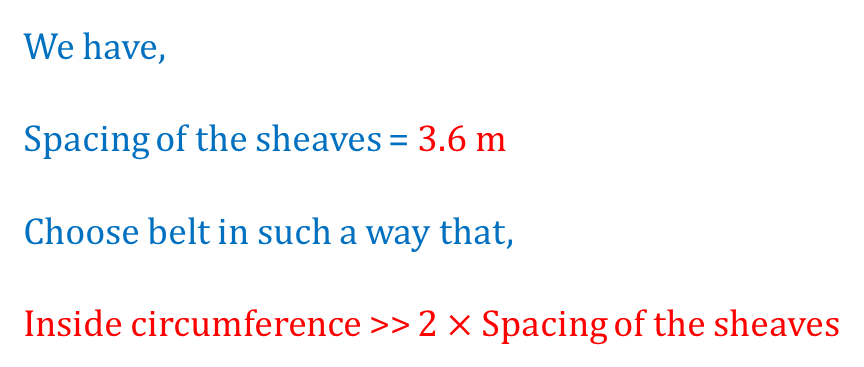 We have,
Spacing of the sheaves = 3.6 m
Choose belt in such a way that,
Inside circumference >> 2 × Spacing of the sheaves